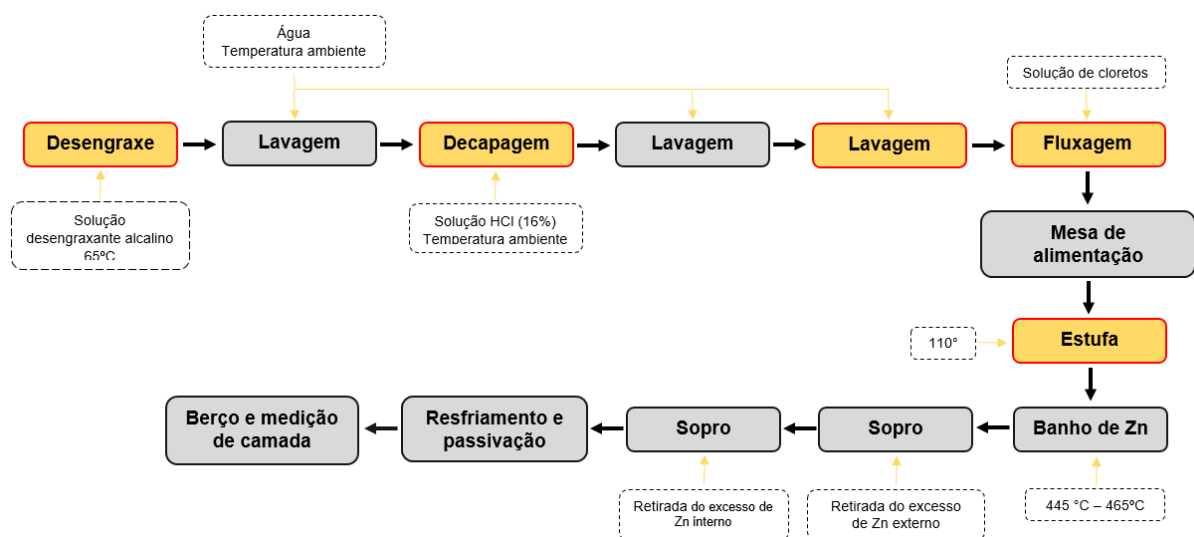 Água
Temperatura ambiente
Solução de cloretos
Desengraxe
Lavagem
Decapagem
Lavagem
Lavagem
Fluxagem
Solução
desengraxante alcalino
65ºC
Solução HCl (16%)
Temperatura ambiente
Mesa de
alimentação
110°
Estufa
Berço e medição
de camada
Resfriamento e
passivação
Sopro
Sopro
Banho de Zn
Retirada do excesso de
Zn interno
Retirada do excesso
de Zn externo
445 °C – 465ºC